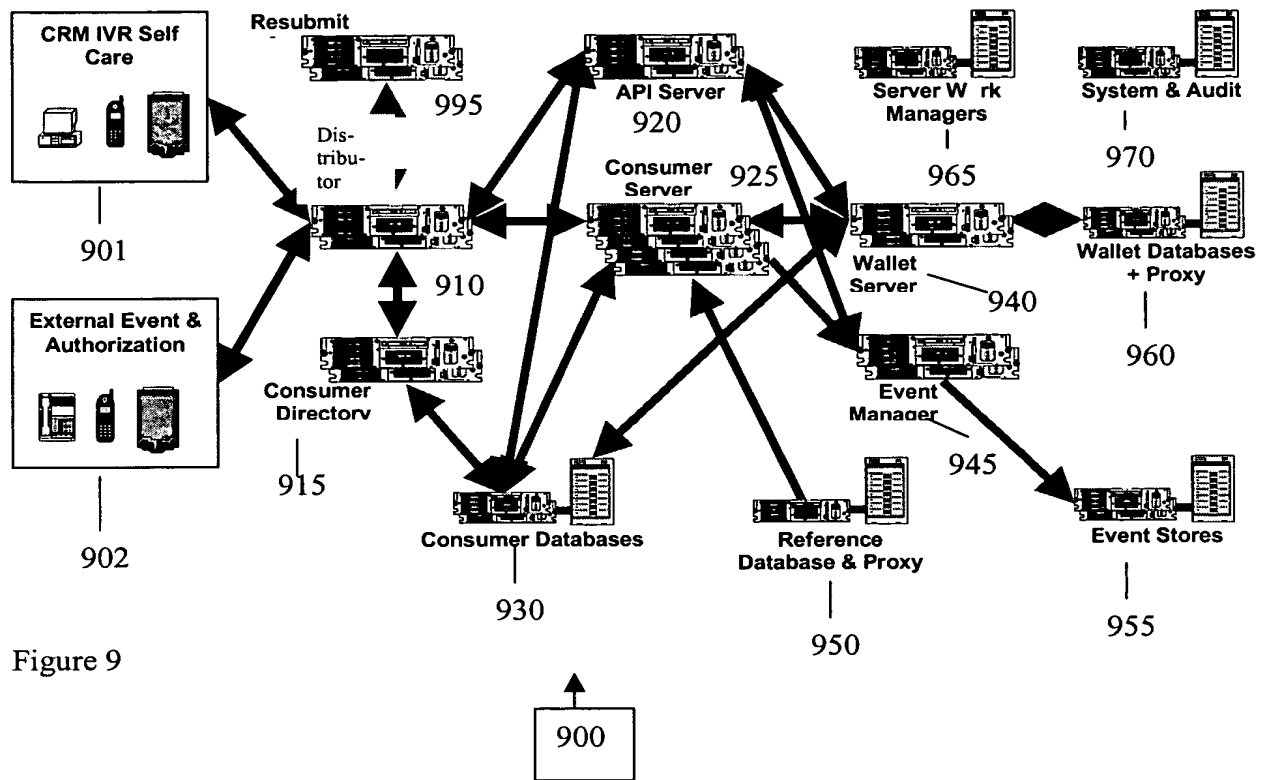 Resubmit
CRM IVR Self
Care
995
API Server
920
Server W rk
Managers
965
System & Audit
970
Dis-
tribu-
tor
Consumer
Server
925
901
910
Wallet
Server
940
Wallet Databases
+ Proxy
960
External Event &
Authorization
Consumer
Directory
915
Event
Manager
945
902
Consumer Databases
930
Reference
Database & Proxy
950
Event Stores
955
Figure 9
900